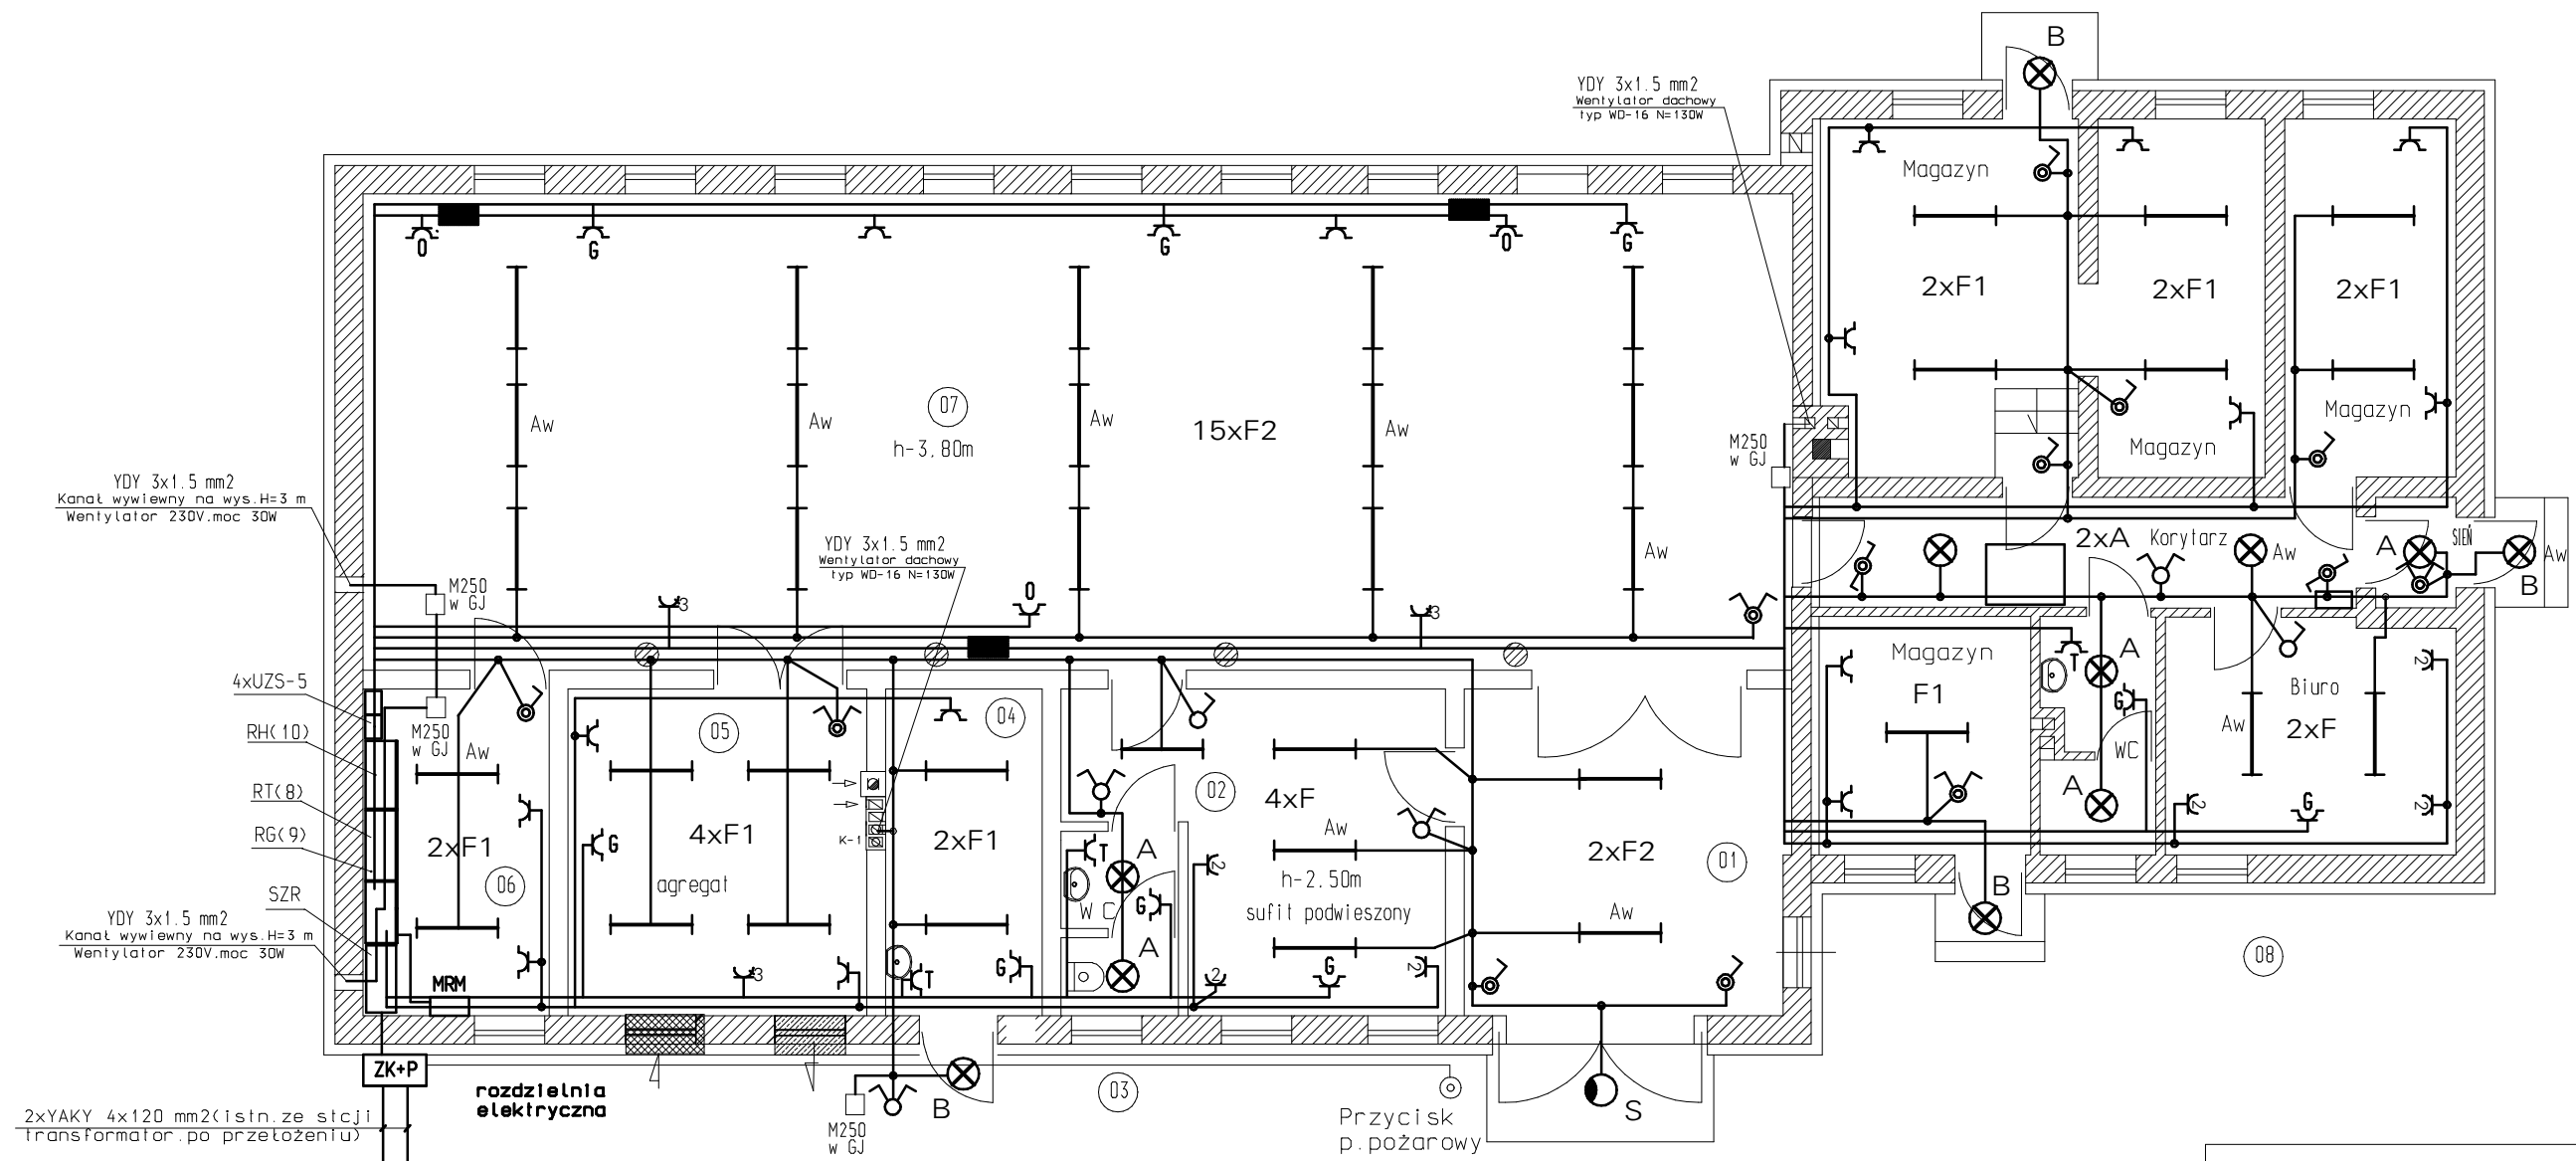 B
YDY 3x1.5 mm2
Wentylator dachowy
typ WD-16 N=130W
Magazyn
O
G
G
O
G
2xF1
2xF1
2xF1
Aw
Aw
07
Aw
15xF2
Aw
h-3,80m
Magazyn
Magazyn
M250
w GJ
YDY 3x1.5 mm2
Kanał wywiewny na wys.H=3 m
Wentylator 230V.moc 30W
YDY 3x1.5 mm2
Wentylator dachowy
typ WD-16 N=130W
Aw
2xA
Korytarz
Aw
A
SIEŃ
Aw
B
M250
w GJ
3
O
3
4xUZS-5
RH(10)
RT(8)
RG(9)
SZR
M250
w GJ
Aw
05
04
Magazyn
F1
T
A
G
WC
A
Biuro
2xF
Aw
2
2
2
G
02
4xF
Aw
K-1
2xF1
4xF1
2xF1
A
T
2
2xF2
01
06
agregat
h-2.50m
sufit podwieszony
Aw
WC
G
A
B
YDY 3x1.5 mm2
Kanał wywiewny na wys.H=3 m
Wentylator 230V.moc 30W
08
MRM
3
T
G
2
G
2
ZK+P
rozdzielnia
elektryczna
03
B
S
M250
w GJ
2xYAKY 4x120 mm2(istn.ze stcji
transformator.po przełożeniu)
Przycisk
p.pożarowy